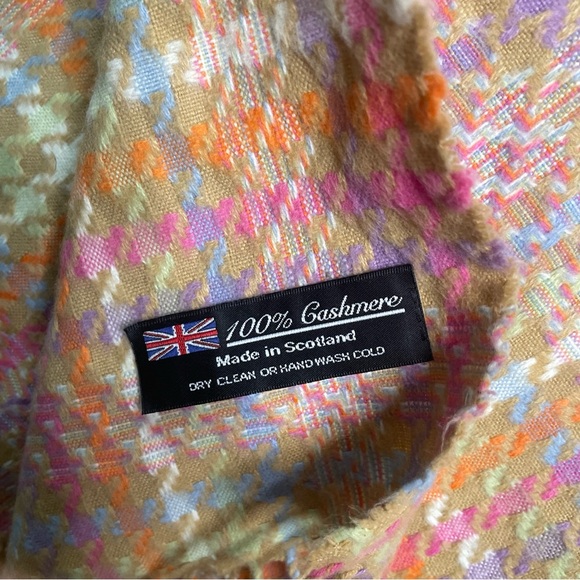 100% Cashmere
Made in Scotland
DRY CLEAN OR HAND WASH COLD